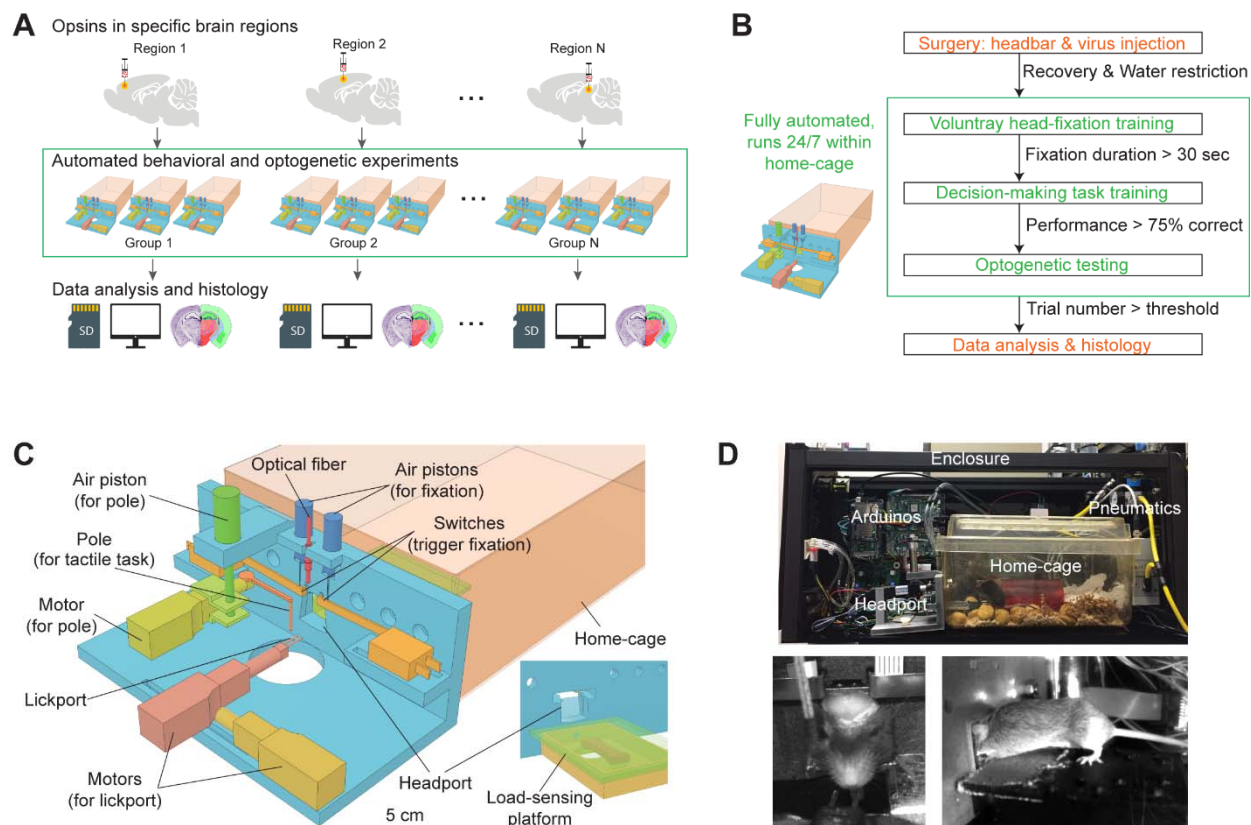 A
Opsins in specific brain regions
Region 1
Region 2
Region N
...
Automated behavioral and optogenetic experiments
...
Group 1
Group 2
Group N
Data analysis and histology
SD
SD
...
SD
B
Surgery: headbar & virus injection
Recovery & Water restriction
Fully automated,
runs 24/7 within
home-cage
Voluntray head-fixation training
Fixation duration > 30 sec
Decision-making task training
Performance > 75% correct
Optogenetic testing
Trial number > threshold
Data analysis & histology
C
Optical fiber
Air piston
(for pole)
Air pistons
(for fixation)
Pole
(for tactile task)
Switches
(trigger fixation)
Motor
(for pole)
Home-cage
Lickport
Motors
(for lickport)
Headport
5 cm
Load-sensing
platform
D
Enclosure
Arduinos
Pneumatics
Home-cage
Headport